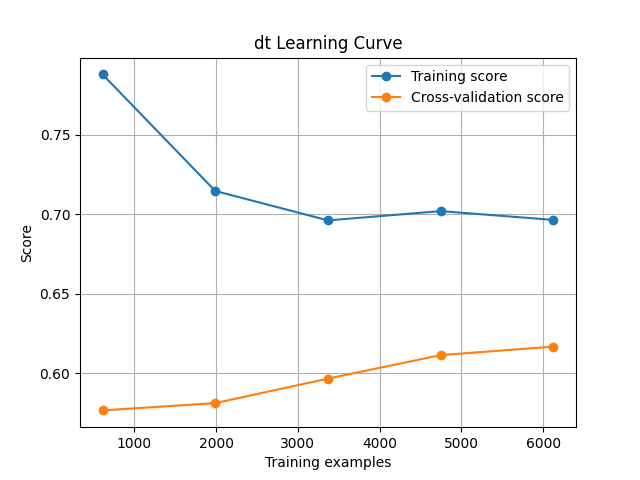 dt Learning Curve
Training score
Cross-validation score
Score
0.75
0.70
0.65
0.60
1000 2000 3000 4000 5000 6000
Training examples